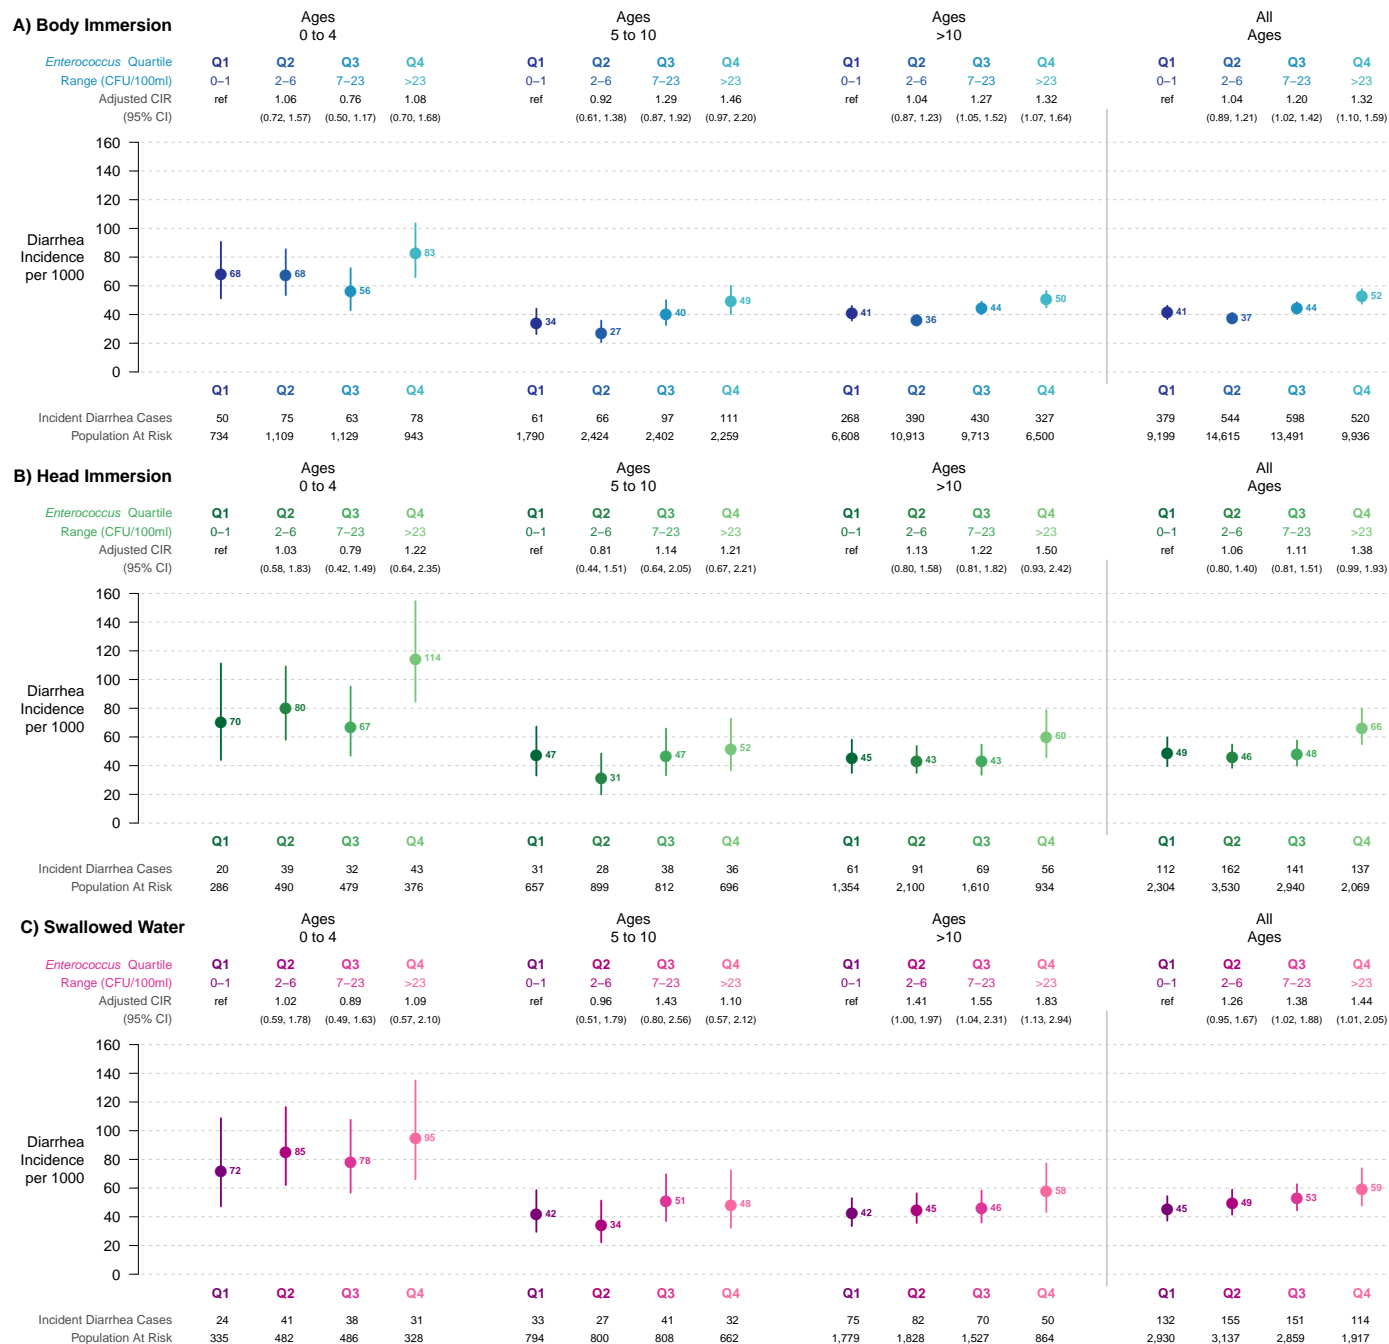 A) Body Immersion
Ages 0 to 4
Ages 5 to 10
Ages >10
All Ages
Enterococcus Quartile Q1 Q2 Q3 Q4 Q1 Q2 Q3 Q4 Q1 Q2 Q3 Q4 Q1 Q2 Q3 Q4
Range (CFU/100ml) 0–1 2–6 7–23 >23 0–1 2–6 7–23 >23 0–1 2–6 7–23 >23 0–1 2–6 7–23 >23
Adjusted CIR ref 1.06 0.76 1.08 ref 0.92 1.29 1.46 ref 1.04 1.27 1.32 ref 1.04 1.20 1.32
(95% CI) (0.72, 1.57) (0.50, 1.17) (0.70, 1.68) (0.61, 1.38) (0.87, 1.92) (0.97, 2.20) (0.87, 1.23) (1.05, 1.52) (1.07, 1.64) (0.89, 1.21) (1.02, 1.42) (1.10, 1.59)
Diarrhea
Incidence
per 1000
160
140
120
100
80
60
40
20
0
68 68 56 83 34 27 40 49 41 36 44 50 41 37 44 52
Q1 Q2 Q3 Q4 Q1 Q2 Q3 Q4 Q1 Q2 Q3 Q4 Q1 Q2 Q3 Q4
Incident Diarrhea Cases 50 75 63 78 61 66 97 111 268 390 430 327 379 544 598 520
Population At Risk 734 1,109 1,129 943 1,790 2,424 2,402 2,259 6,608 10,913 9,713 6,500 9,199 14,615 13,491 9,936
B) Head Immersion
Ages 0 to 4
Ages 5 to 10
Ages >10
All Ages
Enterococcus Quartile Q1 Q2 Q3 Q4 Q1 Q2 Q3 Q4 Q1 Q2 Q3 Q4 Q1 Q2 Q3 Q4
Range (CFU/100ml) 0–1 2–6 7–23 >23 0–1 2–6 7–23 >23 0–1 2–6 7–23 >23 0–1 2–6 7–23 >23
Adjusted CIR ref 1.03 0.79 1.22 ref 0.81 1.14 1.21 ref 1.13 1.22 1.50 ref 1.06 1.11 1.38
(95% CI) (0.58, 1.83) (0.42, 1.49) (0.64, 2.35) (0.44, 1.51) (0.64, 2.05) (0.67, 2.21) (0.80, 1.58) (0.81, 1.82) (0.93, 2.42) (0.80, 1.40) (0.81, 1.51) (0.99, 1.93)
Diarrhea
Incidence
per 1000
160
140
120
100
80
60
40
20
0
70 80 67 114 47 31 47 52 45 43 43 60 49 46 48 66
Q1 Q2 Q3 Q4 Q1 Q2 Q3 Q4 Q1 Q2 Q3 Q4 Q1 Q2 Q3 Q4
Incident Diarrhea Cases 20 39 32 43 31 28 38 36 61 91 69 56 112 162 141 137
Population At Risk 286 490 479 376 657 899 812 696 1,354 2,100 1,610 934 2,304 3,530 2,940 2,069
C) Swallowed Water
Ages 0 to 4
Ages 5 to 10
Ages >10
All Ages
Enterococcus Quartile Q1 Q2 Q3 Q4 Q1 Q2 Q3 Q4 Q1 Q2 Q3 Q4 Q1 Q2 Q3 Q4
Range (CFU/100ml) 0–1 2–6 7–23 >23 0–1 2–6 7–23 >23 0–1 2–6 7–23 >23 0–1 2–6 7–23 >23
Adjusted CIR ref 1.02 0.89 1.09 ref 0.96 1.43 1.10 ref 1.41 1.55 1.83 ref 1.26 1.38 1.44
(95% CI) (0.59, 1.78) (0.49, 1.63) (0.57, 2.10) (0.51, 1.79) (0.80, 2.56) (0.57, 2.12) (1.00, 1.97) (1.04, 2.31) (1.13, 2.94) (0.95, 1.67) (1.02, 1.88) (1.01, 2.05)
Diarrhea
Incidence
per 1000
160
140
120
100
80
60
40
20
0
72 85 78 95 42 34 51 48 42 45 46 58 45 49 53 59
Q1 Q2 Q3 Q4 Q1 Q2 Q3 Q4 Q1 Q2 Q3 Q4 Q1 Q2 Q3 Q4
Incident Diarrhea Cases 24 41 38 31 33 27 41 32 75 82 70 50 132 155 151 114
Population At Risk 335 482 486 328 794 800 808 662 1,779 1,828 1,527 864 2,930 3,137 2,859 1,917